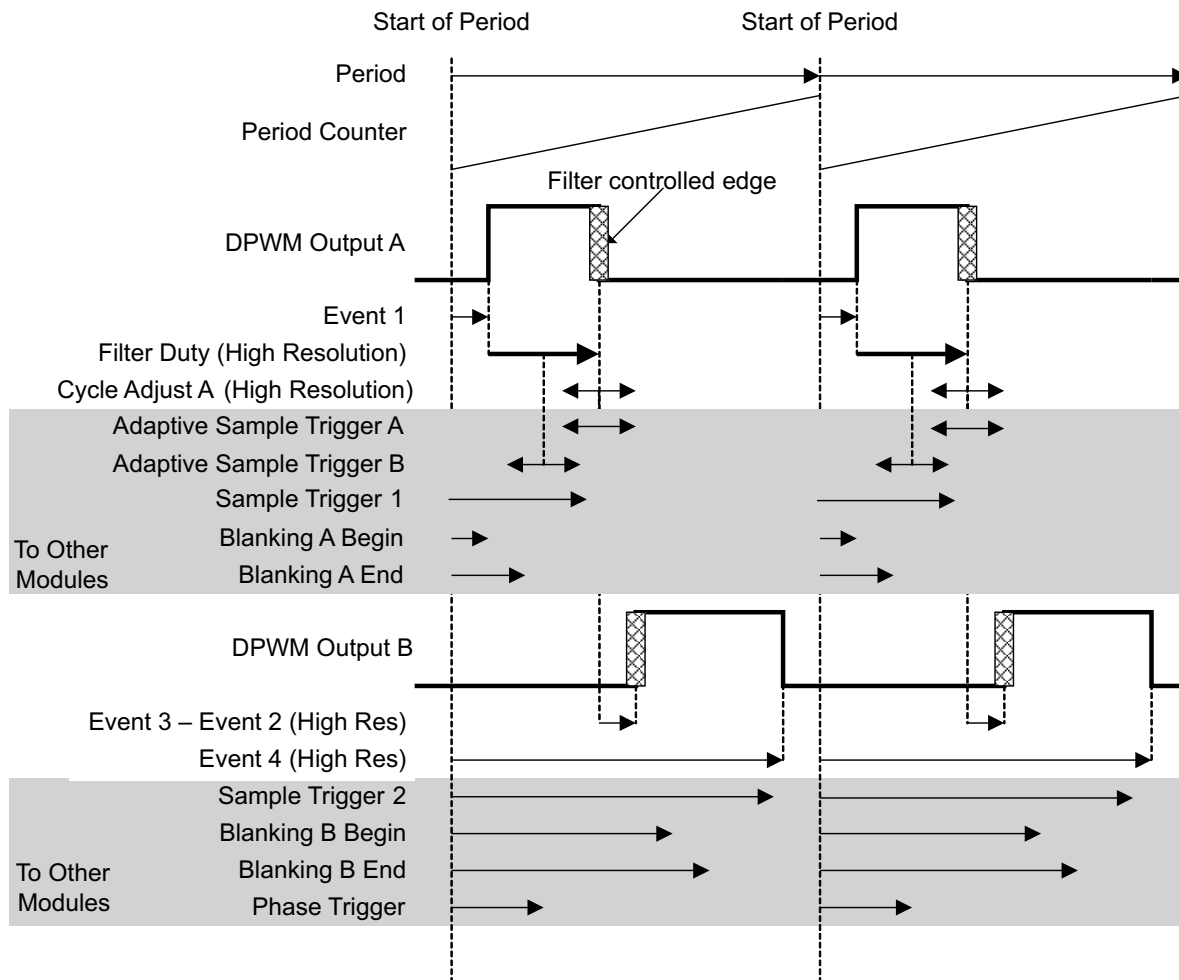 Start of Period
Start of Period
Period
Period Counter
Filter controlled edge
DPWM Output A
Event 1
Filter Duty (High Resolution)
Cycle Adjust A (High Resolution)
Adaptive Sample Trigger A
Adaptive Sample Trigger B
Sample Trigger 1
Blanking A Begin
To Other
Modules
Blanking A End
DPWM Output B
Event 3 – Event 2 (High Res)
Event 4 (High Res)
Sample Trigger 2
Blanking B Begin
Blanking B End
To Other
Modules
Phase Trigger